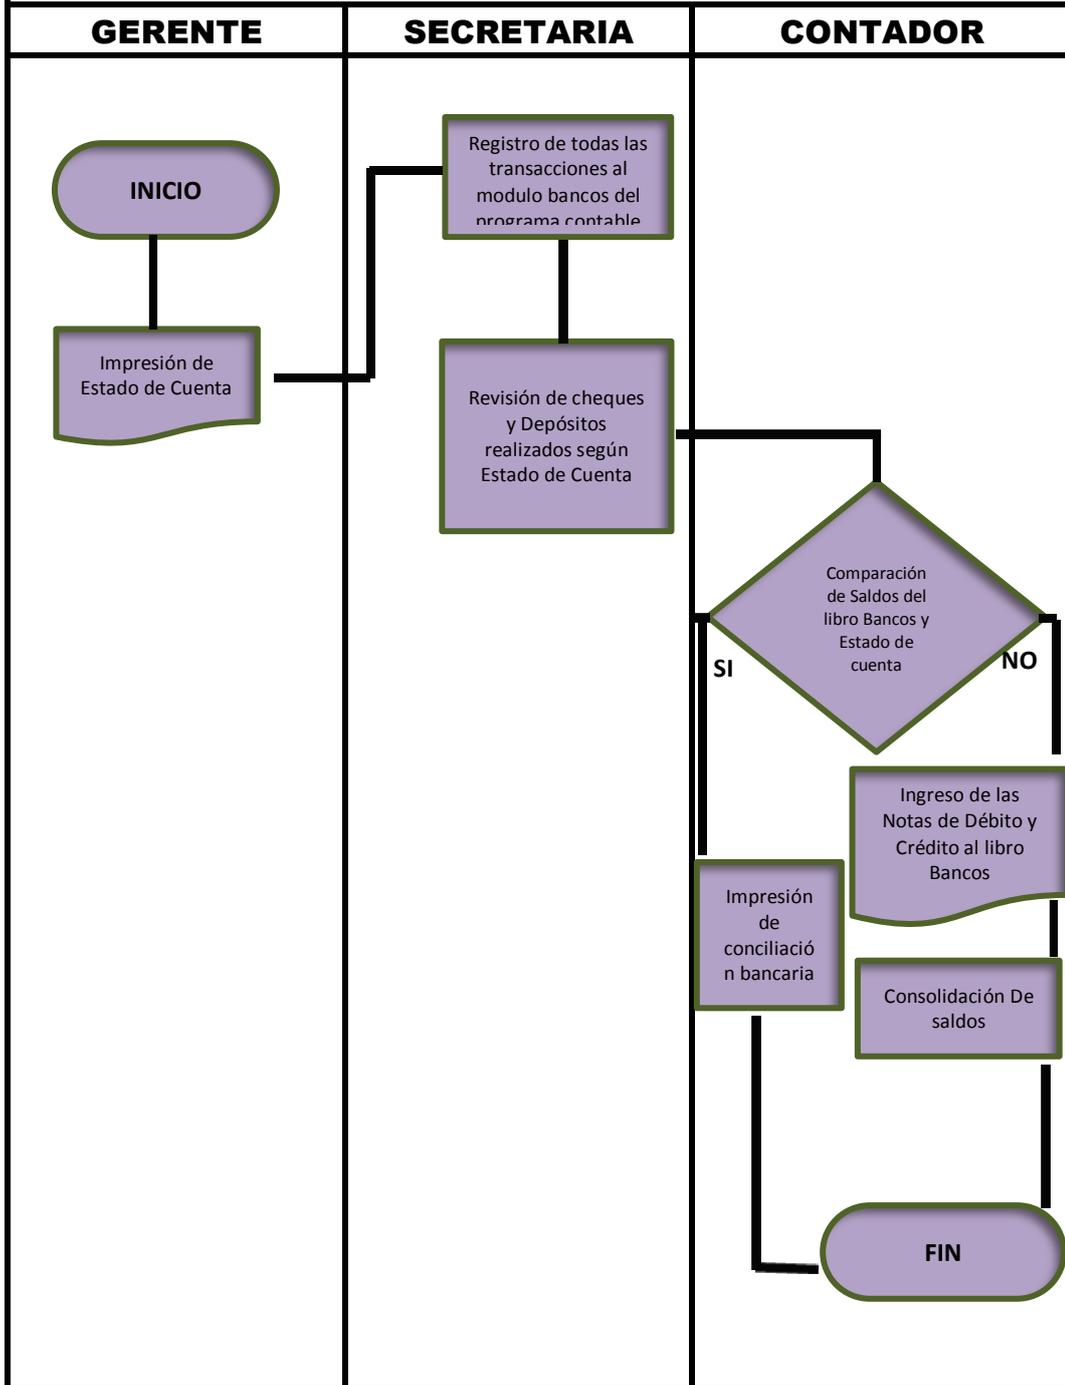 GERENTE
SECRETARIA
CONTADOR
INICIO
Impresión de
Estado de Cuenta
Registro de todas las
transacciones al
modulo bancos del
programa contable
Revisión de cheques
y Depósitos
realizados según
Estado de Cuenta
Comparación
de Saldos del
libro Bancos y
Estado de
cuenta
SI
NO
Ingreso de las
Notas de Débito y
Crédito al libro
Bancos
Impresión
de
conciliació
n bancaria
Consolidación De
saldos
FIN